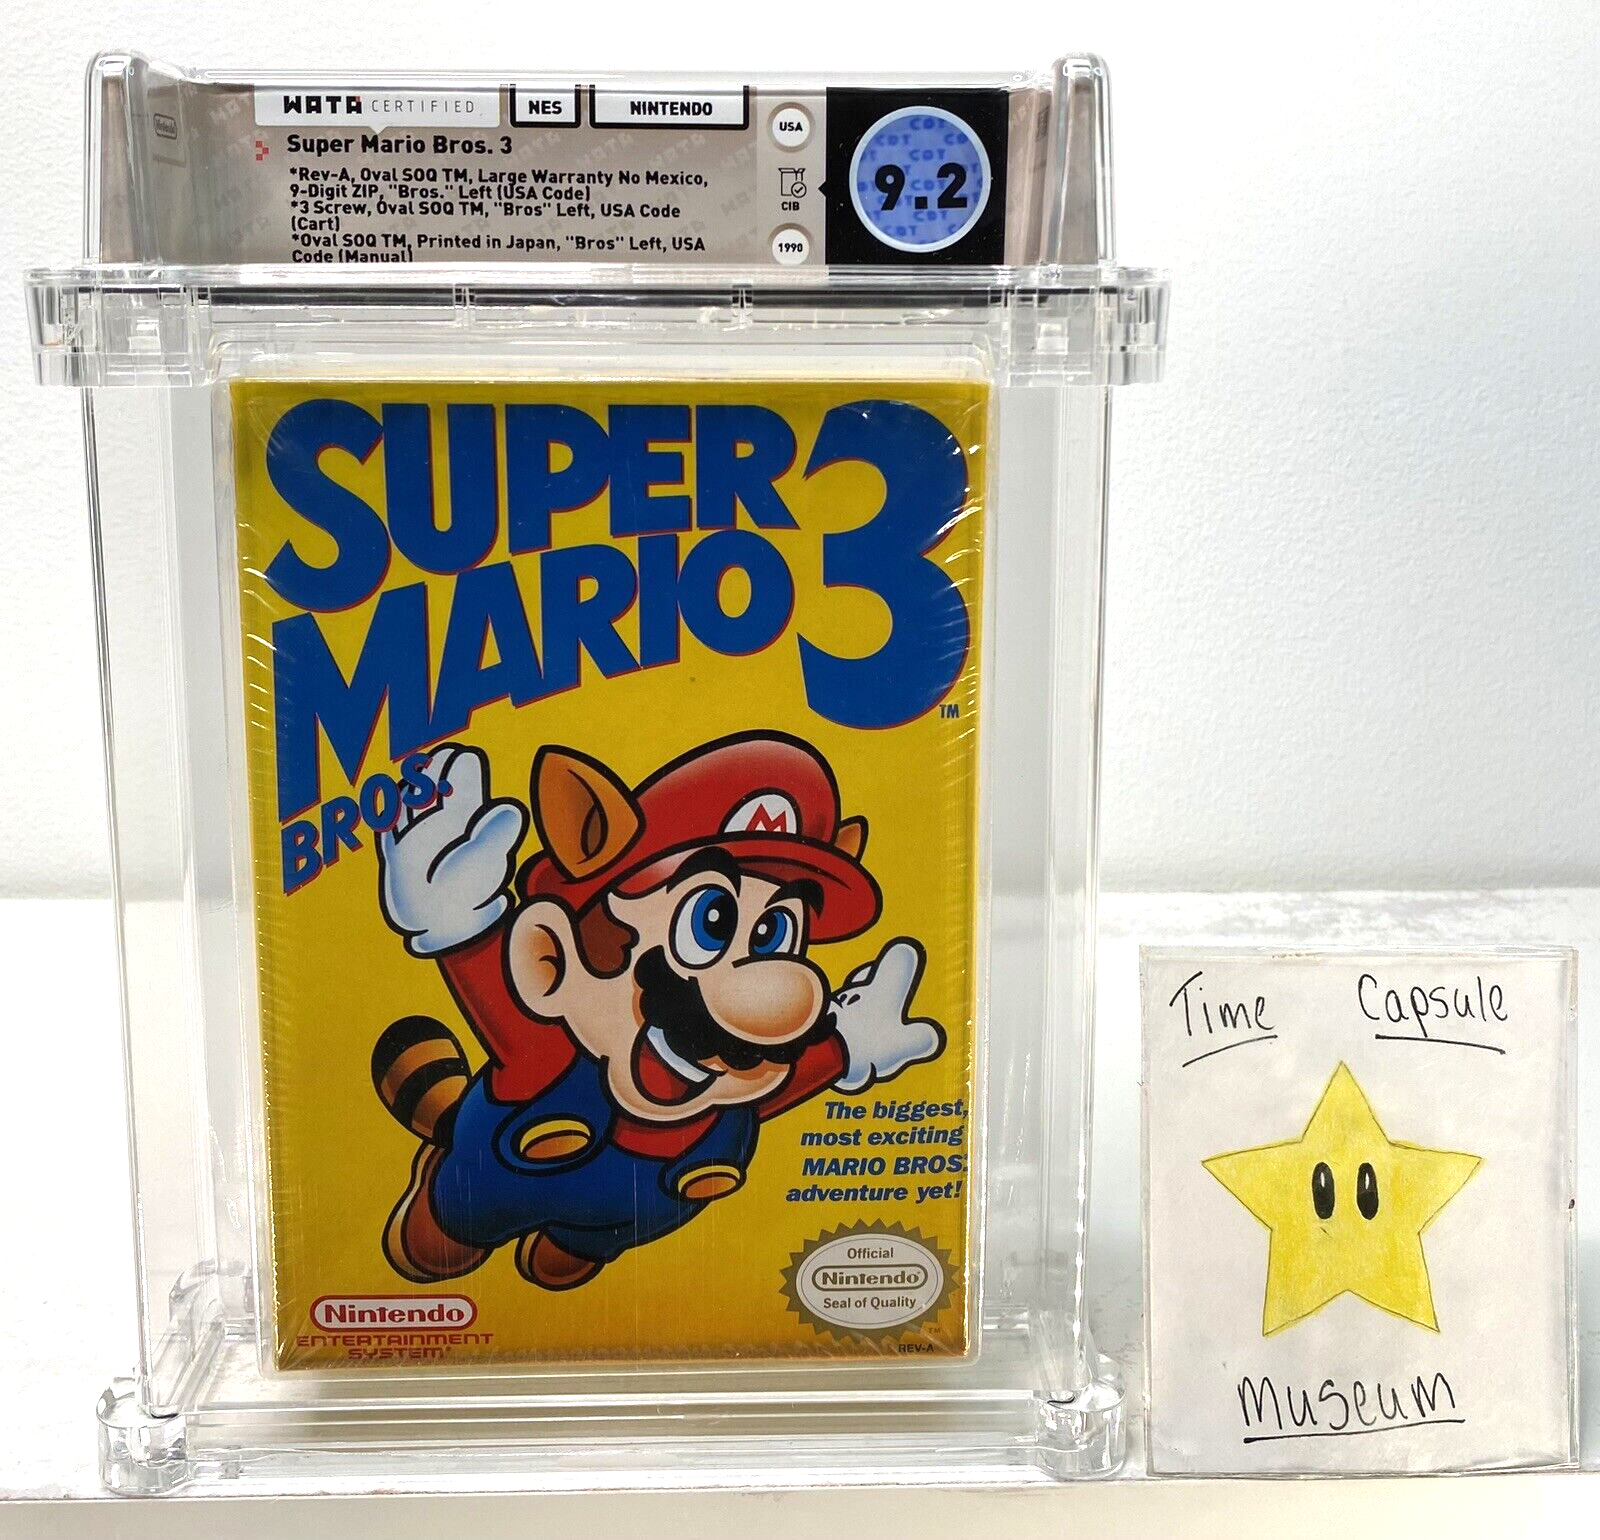 WATA CERTIFIED NES NINTENDO USA
Super Mario Bros. 3
*Rev-A, Oval SOQ TM, Large Warranty No Mexico,
9-Digit ZIP, "Bros." Left (USA Code)
*3 Screw, Oval SOQ TM, "Bros" Left, USA Code
(Cart)
*Oval SOQ TM, Printed in Japan, "Bros" Left, USA
Code (Manual)
CIB
1990
9.2
CDT
SUPER
MARIO
BROS.
3
TM
M
The biggest,
most exciting
MARIO BROS.
adventure yet!
Official
Nintendo
Seal of Quality
TM
Nintendo
ENTERTAINMENT
SYSTEM
REV-A
Time Capsule
Museum